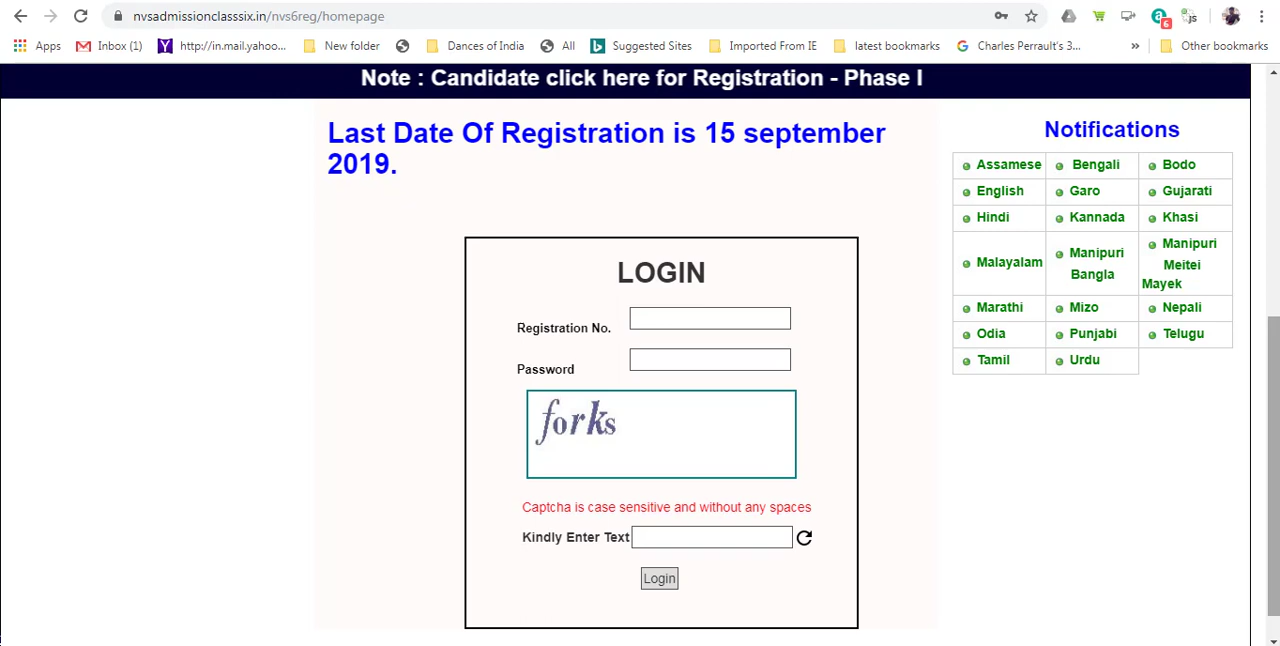 nvsadmissionclasssix.in/nvs6reg/homepage
6
js
Apps
Inbox (1)
http://in.mail.yahoo...
New folder
Dances of India
All
Suggested Sites
Imported From IE
latest bookmarks
Charles Perrault's 3...
»
Other bookmarks
Note : Candidate click here for Registration - Phase I
Last Date Of Registration is 15 september
2019.
Notifications
Assamese Bengali Bodo
English Garo Gujarati
Hindi Kannada Khasi
Malayalam Manipuri Bangla Manipuri Meitei Mayek
Marathi Mizo Nepali
Odia Punjabi Telugu
Tamil Urdu
LOGIN
Registration No.
Password
forks
Captcha is case sensitive and without any spaces
Kindly Enter Text
Login